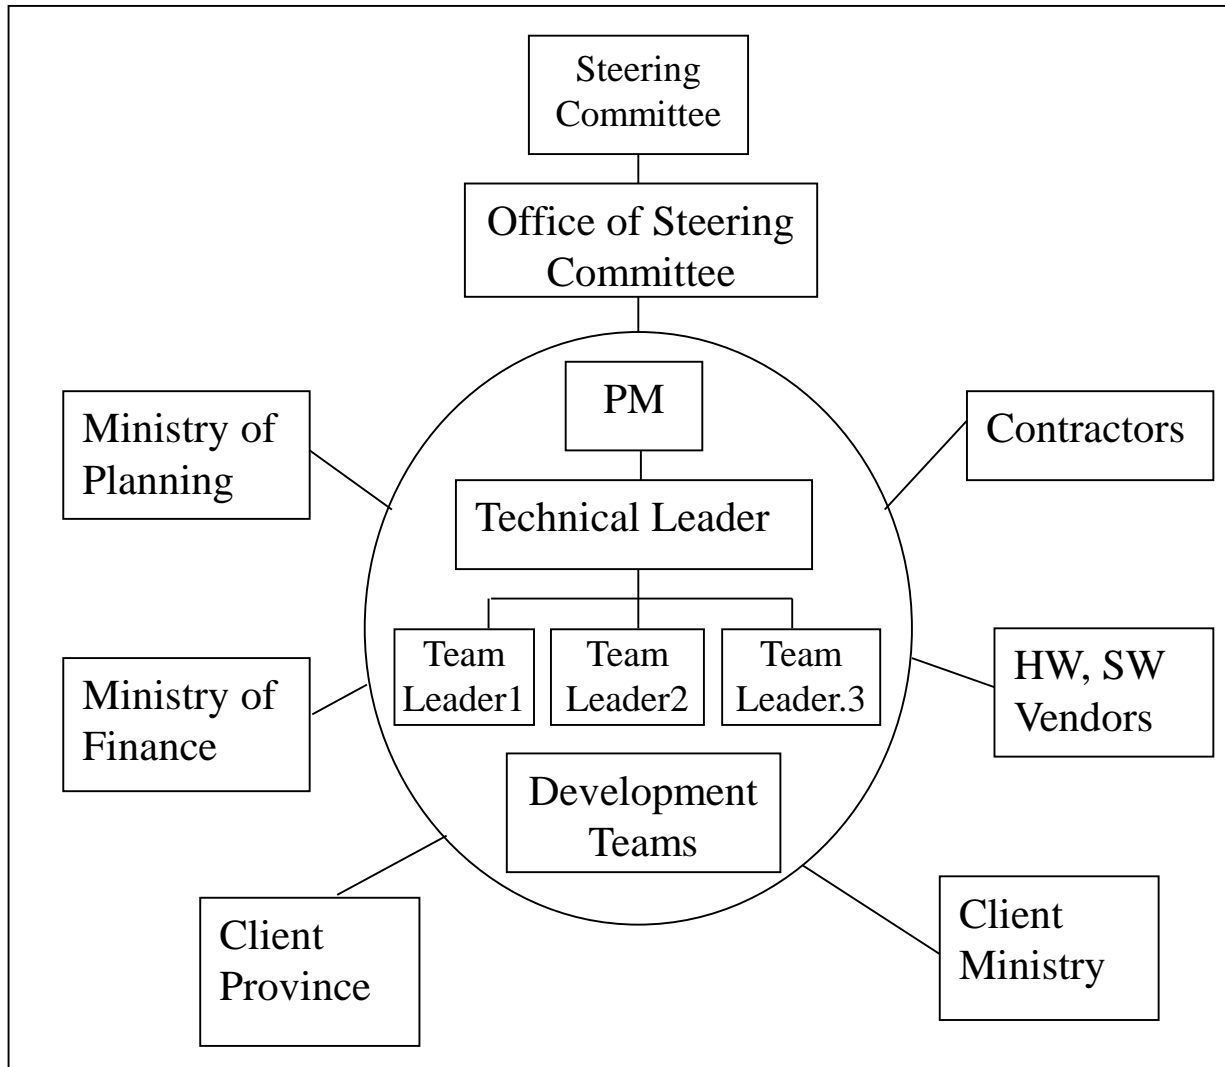 Steering
Committee
Office of Steering
Committee
PM
Ministry of
Planning
Contractors
Technical Leader
Team
Leader1
Team
Leader2
Team
Leader.3
Ministry of
Finance
HW, SW
Vendors
Development
Teams
Client
Province
Client
Ministry